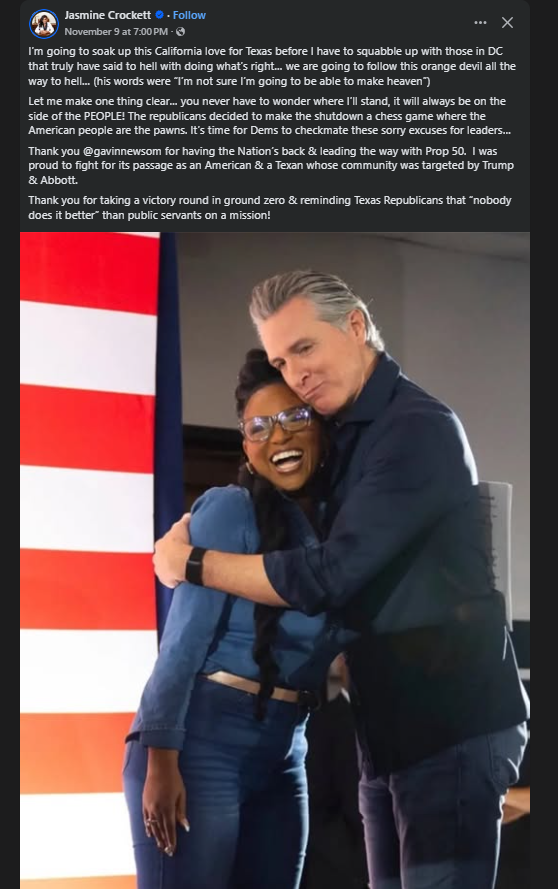 Jasmine Crockett · Follow
November 9 at 7:00 PM ·
I'm going to soak up this California love for Texas before I have to squabble up with those in DC
that truly have said to hell with doing what's right... we are going to follow this orange devil all the
way to hell... (his words were "I'm not sure I'm going to be able to make heaven")
Let me make one thing clear... you never have to wonder where I'll stand, it will always be on the
side of the PEOPLE! The republicans decided to make the shutdown a chess game where the
American people are the pawns. It's time for Dems to checkmate these sorry excuses for leaders...
Thank you @gavinnewsom for having the Nation's back & leading the way with Prop 50.  I was
proud to fight for its passage as an American & a Texan whose community was targeted by Trump
& Abbott.
Thank you for taking a victory round in ground zero & reminding Texas Republicans that "nobody
does it better" than public servants on a mission!